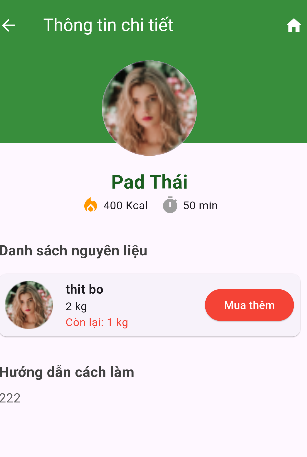 Thông tin chi tiết
Pad Thái
400 Kcal 50 min
Danh sách nguyên liệu
thit bo
2 kg
Còn lại: 1 kg
Mua thêm
Hướng dẫn cách làm
222